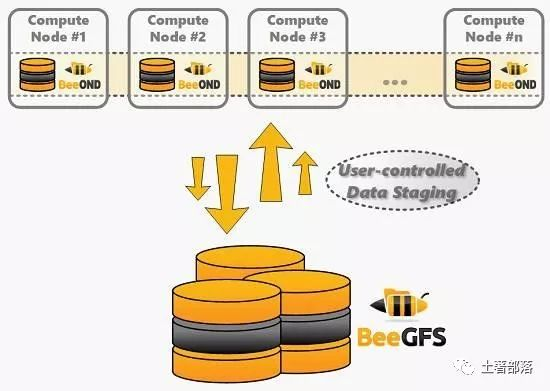 Compute
Node #1
Compute
Node #2
Compute
Node #3
Compute
Node #n
BeeOND
BeeOND
BeeOND
...
BeeOND
User-controlled
Data Staging
BeeGFS
土著部落